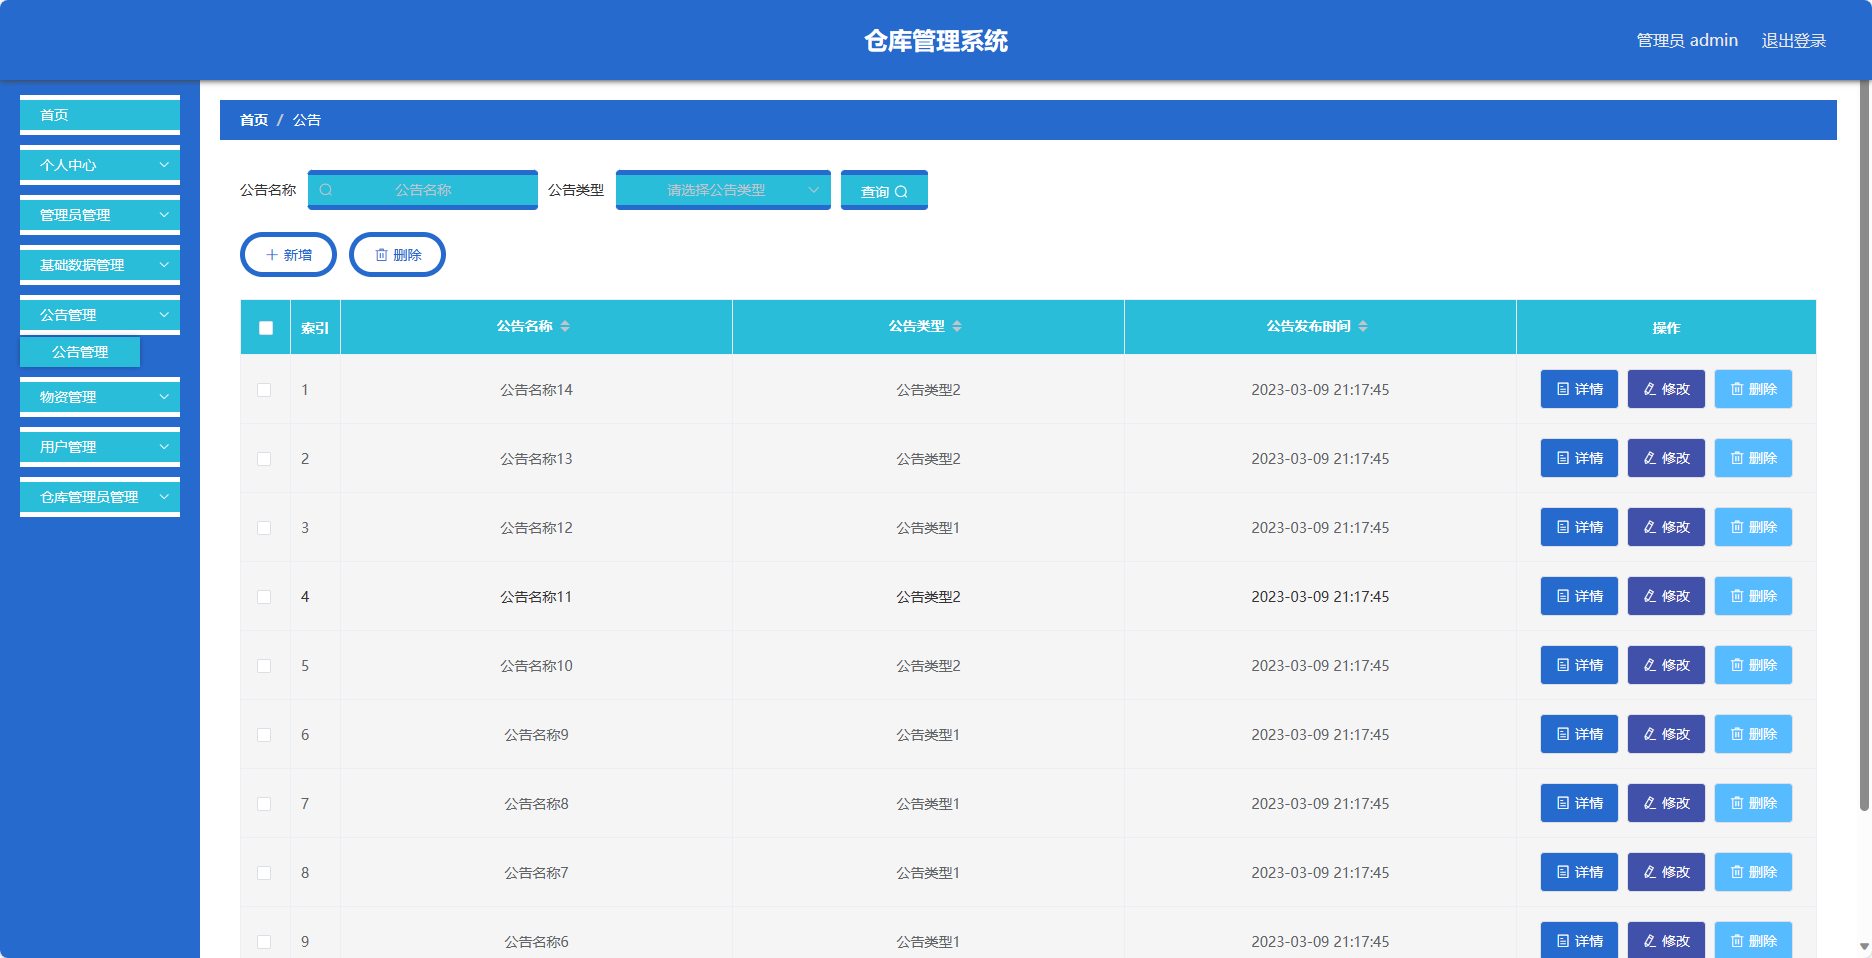 仓库管理系统
管理员 admin 退出登录
首页
个人中心
管理员管理
基础数据管理
公告管理
公告管理
物资管理
用户管理
仓库管理员管理
首页 / 公告
公告名称 公告名称 公告类型 请选择公告类型 查询
新增 删除
索引 公告名称 公告类型 公告发布时间 操作
1 公告名称14 公告类型2 2023-03-09 21:17:45 详情 修改 删除
2 公告名称13 公告类型2 2023-03-09 21:17:45 详情 修改 删除
3 公告名称12 公告类型1 2023-03-09 21:17:45 详情 修改 删除
4 公告名称11 公告类型2 2023-03-09 21:17:45 详情 修改 删除
5 公告名称10 公告类型2 2023-03-09 21:17:45 详情 修改 删除
6 公告名称9 公告类型1 2023-03-09 21:17:45 详情 修改 删除
7 公告名称8 公告类型1 2023-03-09 21:17:45 详情 修改 删除
8 公告名称7 公告类型1 2023-03-09 21:17:45 详情 修改 删除
9 公告名称6 公告类型1 2023-03-09 21:17:45 详情 修改 删除